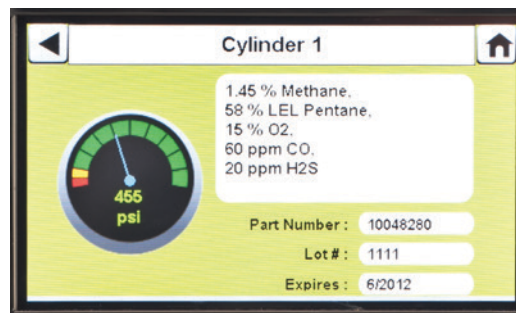 Cylinder 1
1.45 % Methane,
58 % LEL Pentane,
15 % O2,
60 ppm CO,
20 ppm H2S
455
psi
Part Number : 10048280
Lot # : 1111
Expires : 6/2012